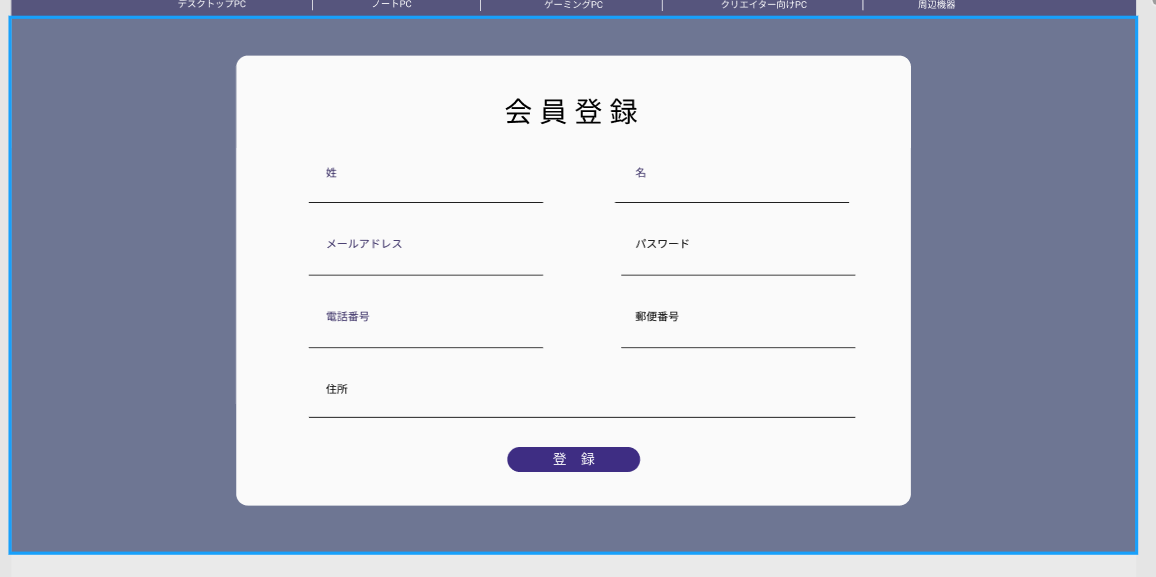 デスクトップPC ノートPC ゲーミングPC クリエイター向けPC 周辺機器
会員登録
姓 名
メールアドレス パスワード
電話番号 郵便番号
住所
登 録